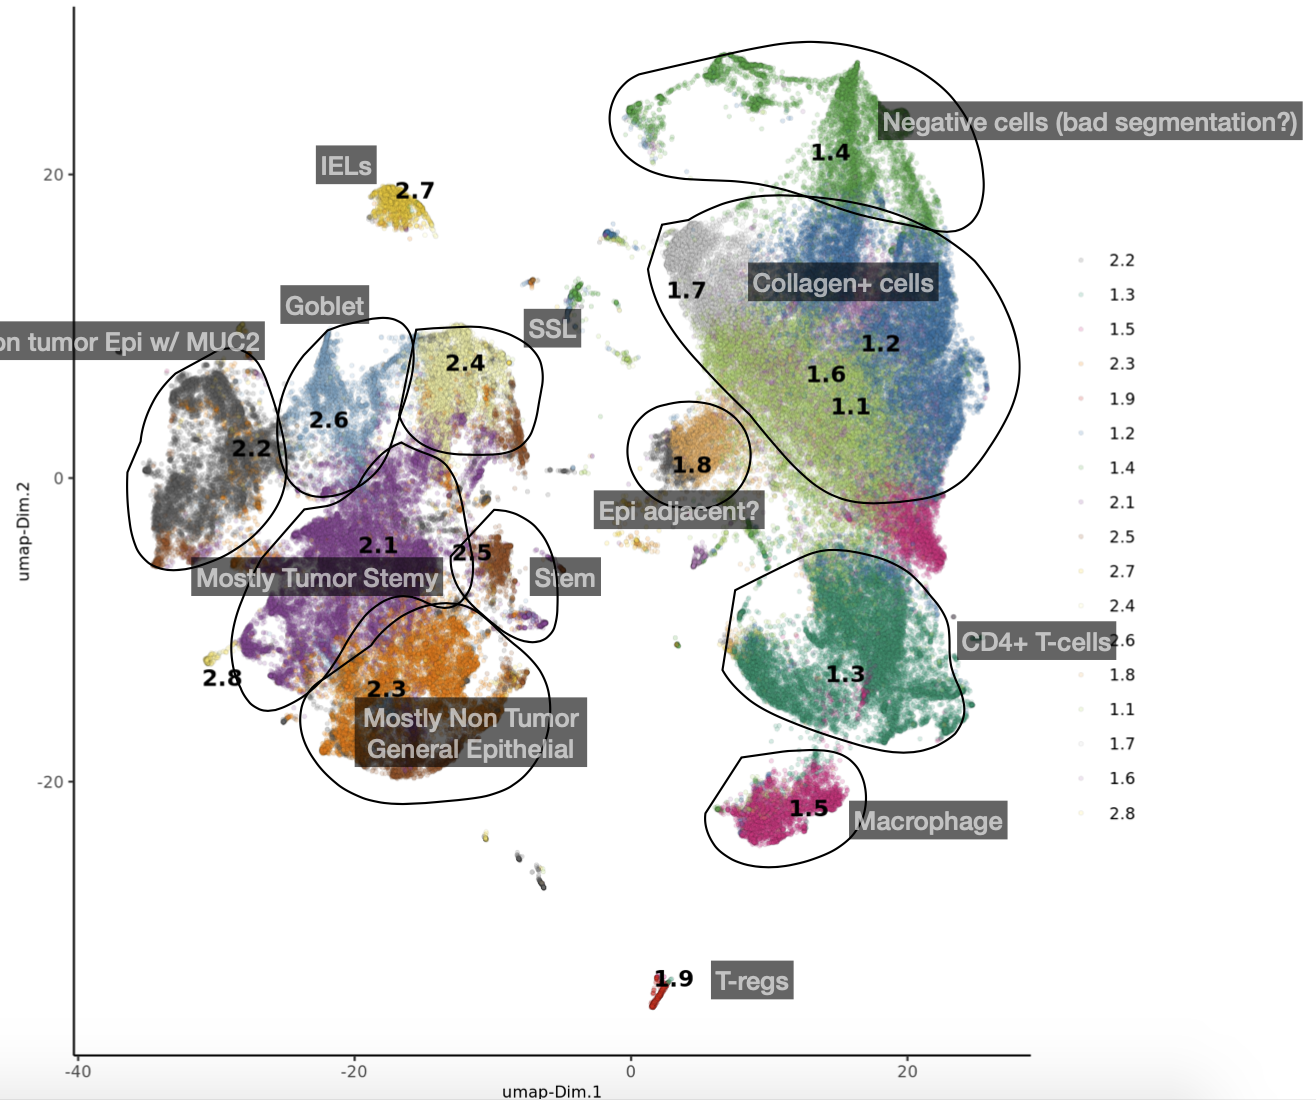 Negative cells (bad segmentation?)
1.4
IELs
2.7
20
Goblet
on tumor Epi w/ MUC2
SSL
Collagen+ cells
1.7
1.2
1.6
1.1
2.4
2.6
2.2
0
1.8
Epi adjacent?
2.1
2.5
Mostly Tumor Stemy
Stem
CD4+ T-cells
1.3
2.8
2.3
Mostly Non Tumor
General Epithelial
-20
1.5
Macrophage
1.9
T-regs
-40
-20
0
20
umap-Dim.1
umap-Dim.2
2.2
1.3
1.5
2.3
1.9
1.2
1.4
2.1
2.5
2.7
2.4
2.6
1.8
1.1
1.7
1.6
2.8